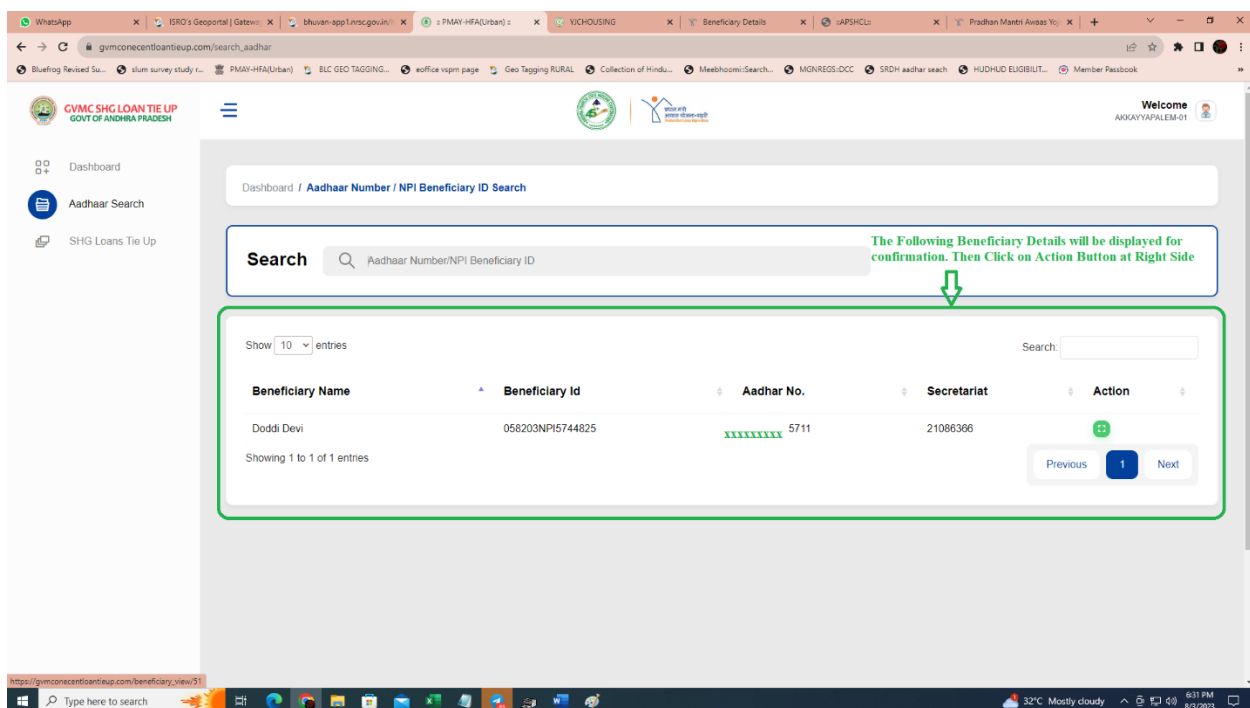 WhatsApp
ISRO's Geoportal | Gatewa
bhuvan-app1.nrsc.gov.in/
:: PMAY-HFA(Urban) ::
YJCHOUSING
Beneficiary Details
::APSHCL::
Pradhan Mantri Awaas Yoj
gvmconecentloantieup.com/search_aadhar
Bluefrog Revised Su...
slum survey study r...
PMAY-HFA(Urban)
BLC GEO TAGGING...
eoffice vspm page
Geo Tagging RURAL
Collection of Hindu...
Meebhoomi::Search...
MGNREGS::DCC
SRDH aadhar seach
HUDHUD ELIGIBILIT...
Member Passbook
GVMC SHG LOAN TIE UP
GOVT OF ANDHRA PRADESH
Welcome
AKKAYYAPALEM-01
Dashboard
Aadhaar Search
SHG Loans Tie Up
Dashboard / Aadhaar Number / NPI Beneficiary ID Search
Search
Aadhaar Number/NPI Beneficiary ID
The Following Beneficiary Details will be displayed for
confirmation. Then Click on Action Button at Right Side
Show 10 entries
Search:
Beneficiary Name Beneficiary Id Aadhar No. Secretariat Action
Doddi Devi 058203NPI5744825 xxxxxxxxx 5711 21086366
Showing 1 to 1 of 1 entries
Previous 1 Next
https://gvmconecentloantieup.com/beneficiary_view/51
Type here to search
32°C Mostly cloudy
6:31 PM
8/3/2023